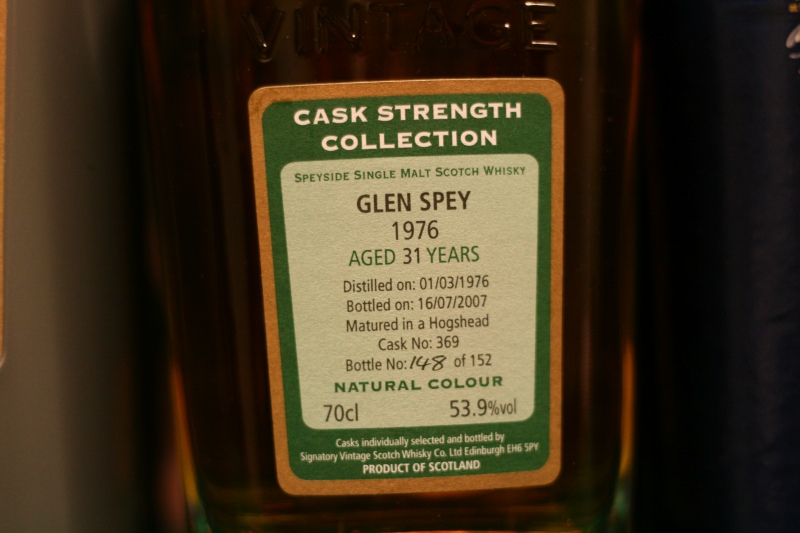 VINTAGE
CASK STRENGTH
COLLECTION
SPEYSIDE SINGLE MALT SCOTCH WHISKY
GLEN SPEY
1976
AGED 31 YEARS
Distilled on: 01/03/1976
Bottled on: 16/07/2007
Matured in a Hogshead
Cask No: 369
Bottle No: 148 of 152
NATURAL COLOUR
70cl 53.9%vol
Casks individually selected and bottled by
Signatory Vintage Scotch Whisky Co. Ltd Edinburgh EH6 5PY
PRODUCT OF SCOTLAND